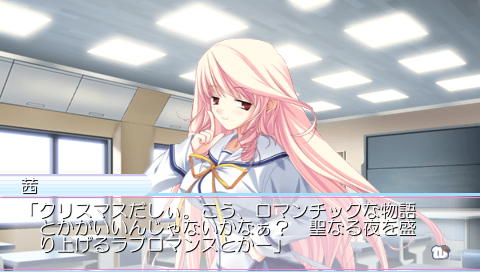 茜
「クリスマスだしぃ。こう、ロマンチックな物語
とかがいいんじゃないかなぁ？　聖なる夜を盛
り上げるラブロマンスとかー」